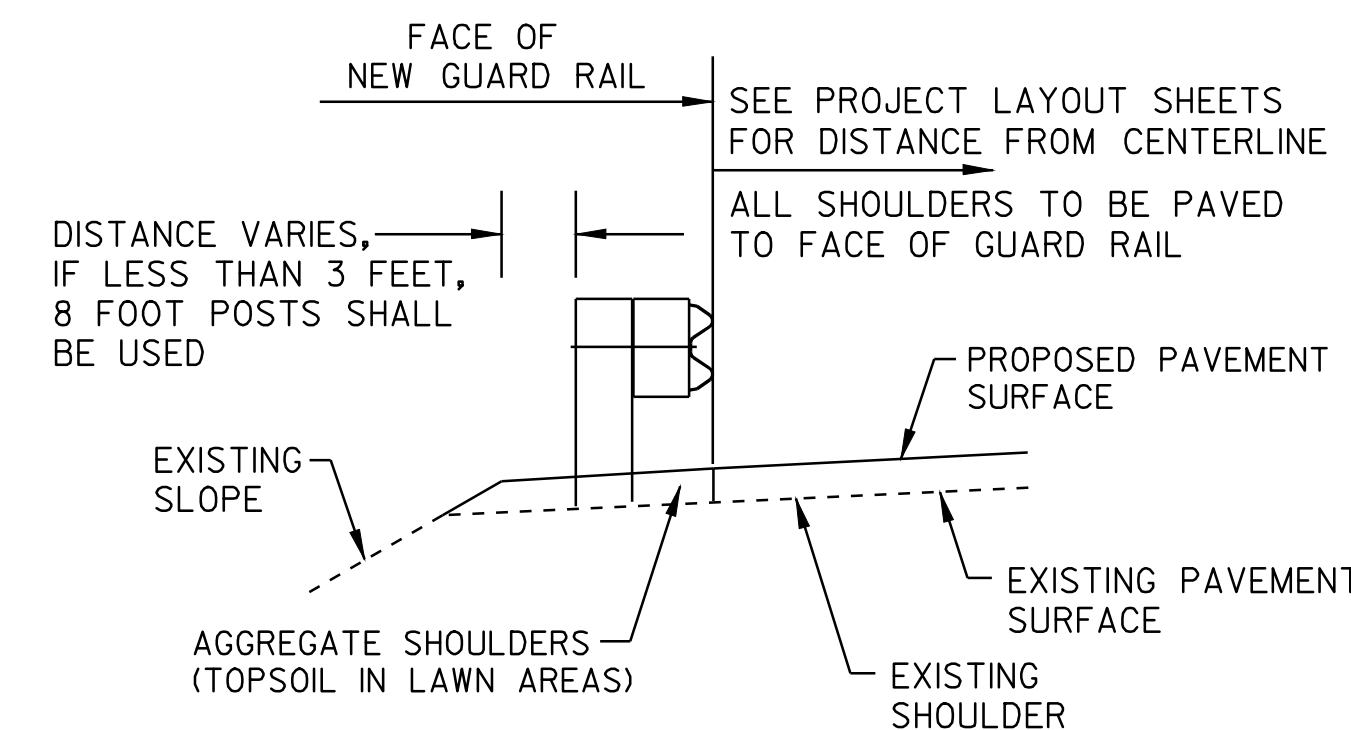 FACE OF
NEW GUARD RAIL
SEE PROJECT LAYOUT SHEETS
FOR DISTANCE FROM CENTERLINE
ALL SHOULDERS TO BE PAVED
TO FACE OF GUARD RAIL
DISTANCE VARIES,
IF LESS THAN 3 FEET,
8 FOOT POSTS SHALL
BE USED
PROPOSED PAVEMENT
SURFACE
EXISTING
SLOPE
EXISTING PAVEMENT
SURFACE
AGGREGATE SHOULDERS
(TOPSOIL IN LAWN AREAS)
EXISTING
SHOULDER